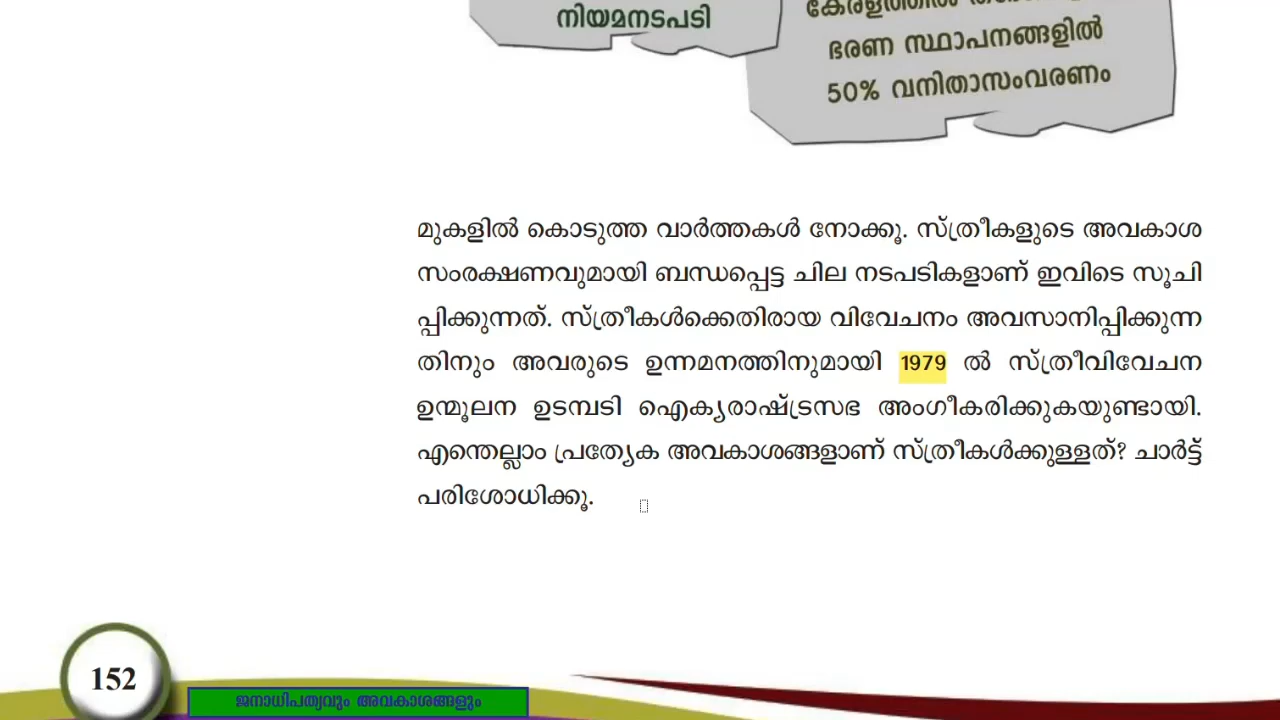 നിയമനടപടി
കേരളത്തിൽ
ഭരണ സ്ഥാപനങ്ങളിൽ
50% വനിതാസംവരണം
മുകളിൽ കൊടുത്ത വാർത്തകൾ നോക്കൂ. സ്ത്രീകളുടെ അവകാശ
സംരക്ഷണവുമായി ബന്ധപ്പെട്ട ചില നടപടികളാണ് ഇവിടെ സൂചി
പ്പിക്കുന്നത്. സ്ത്രീകൾക്കെതിരായ വിവേചനം അവസാനിപ്പിക്കുന്ന
തിനും അവരുടെ ഉന്നമനത്തിനുമായി 1979 ൽ സ്ത്രീവിവേചന
ഉന്മൂലന ഉടമ്പടി ഐക്യരാഷ്ട്രസഭ അംഗീകരിക്കുകയുണ്ടായി.
എന്തെല്ലാം പ്രത്യേക അവകാശങ്ങളാണ് സ്ത്രീകൾക്കുള്ളത്? ചാർട്ട്
പരിശോധിക്കൂ.
152
ജനാധിപത്യവും അവകാശങ്ങളും